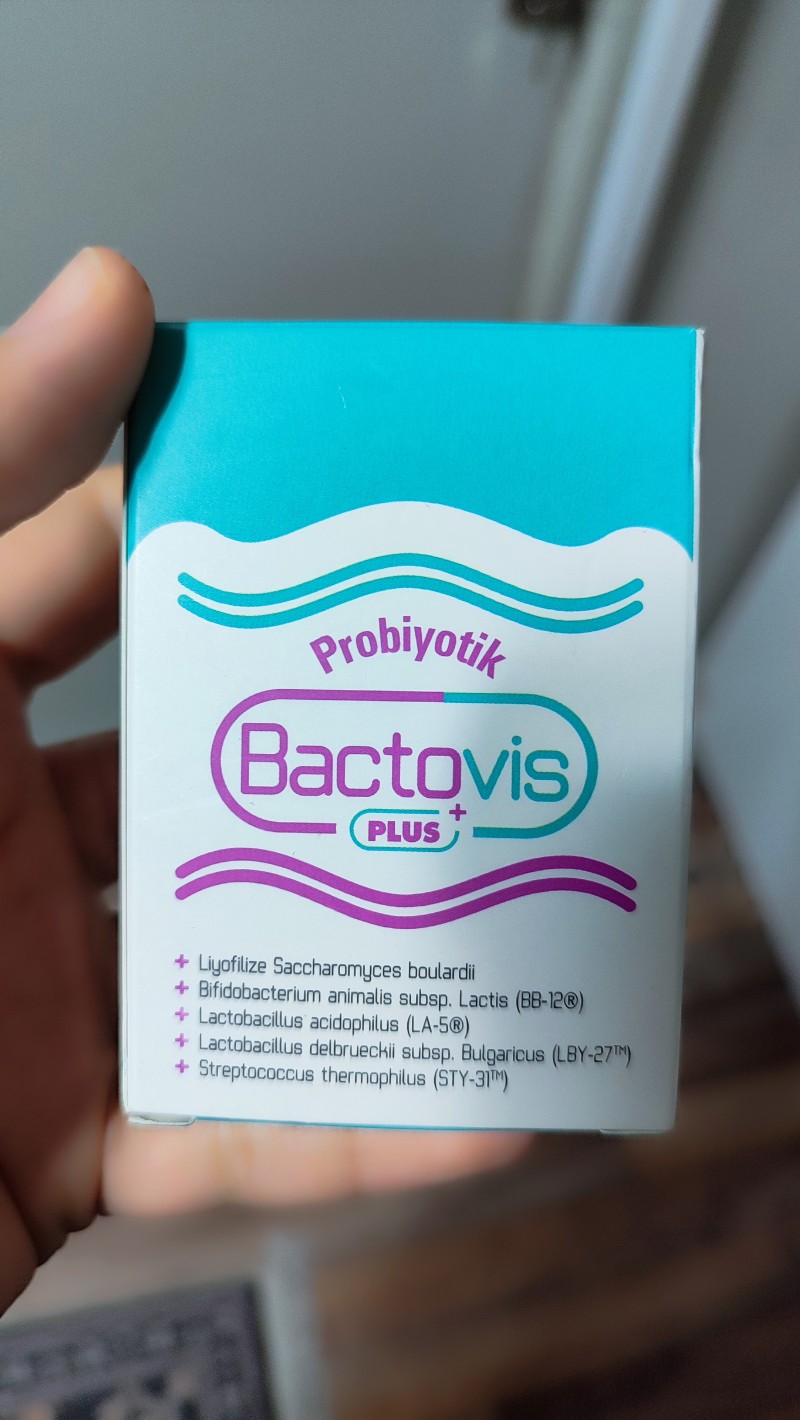 Probiyotik
Bactovis
PLUS+
+ Liyofilize Saccharomyces boulardii
+ Bifidobacterium animalis subsp. Lactis (BB-12®)
+ Lactobacillus acidophilus (LA-5®)
+ Lactobacillus delbrueckii subsp. Bulgaricus (LBY-27™)
+ Streptococcus thermophilus (STY-31™)